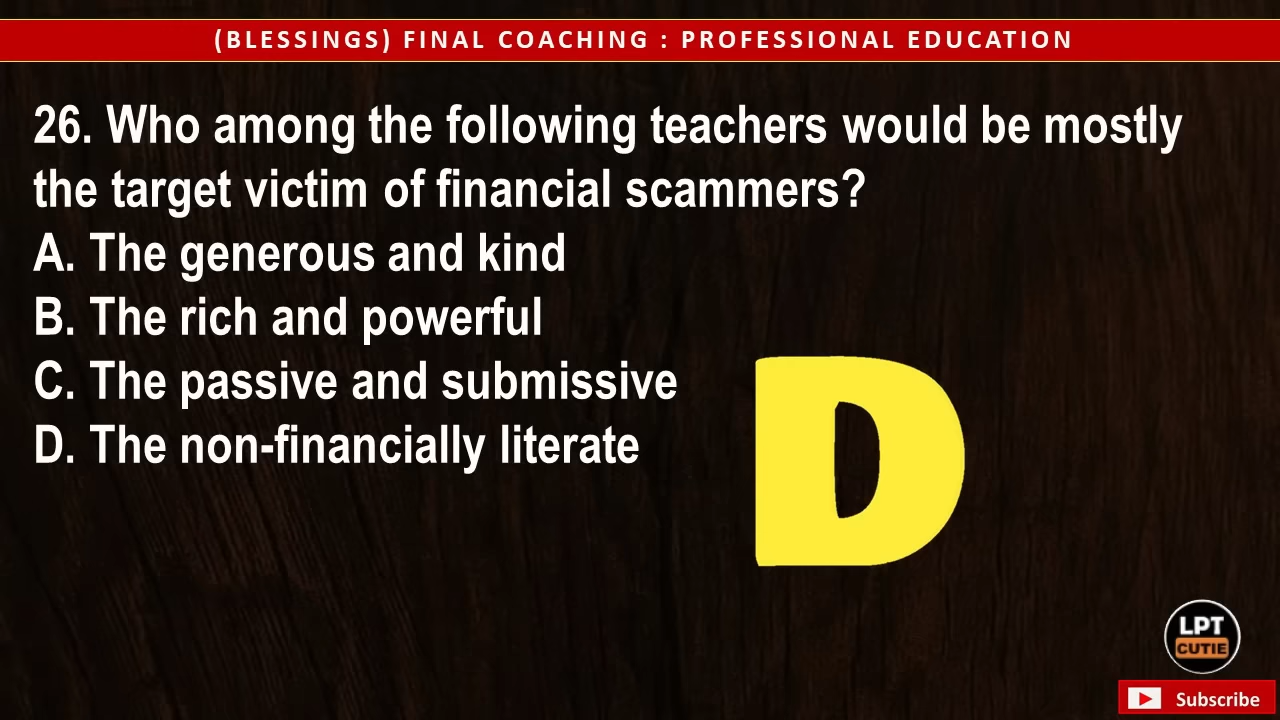 (BLESSINGS) FINAL COACHING : PROFESSIONAL EDUCATION
26. Who among the following teachers would be mostly
the target victim of financial scammers?
A. The generous and kind
B. The rich and powerful
C. The passive and submissive
D. The non-financially literate
D
LPT
CUTIE
Subscribe